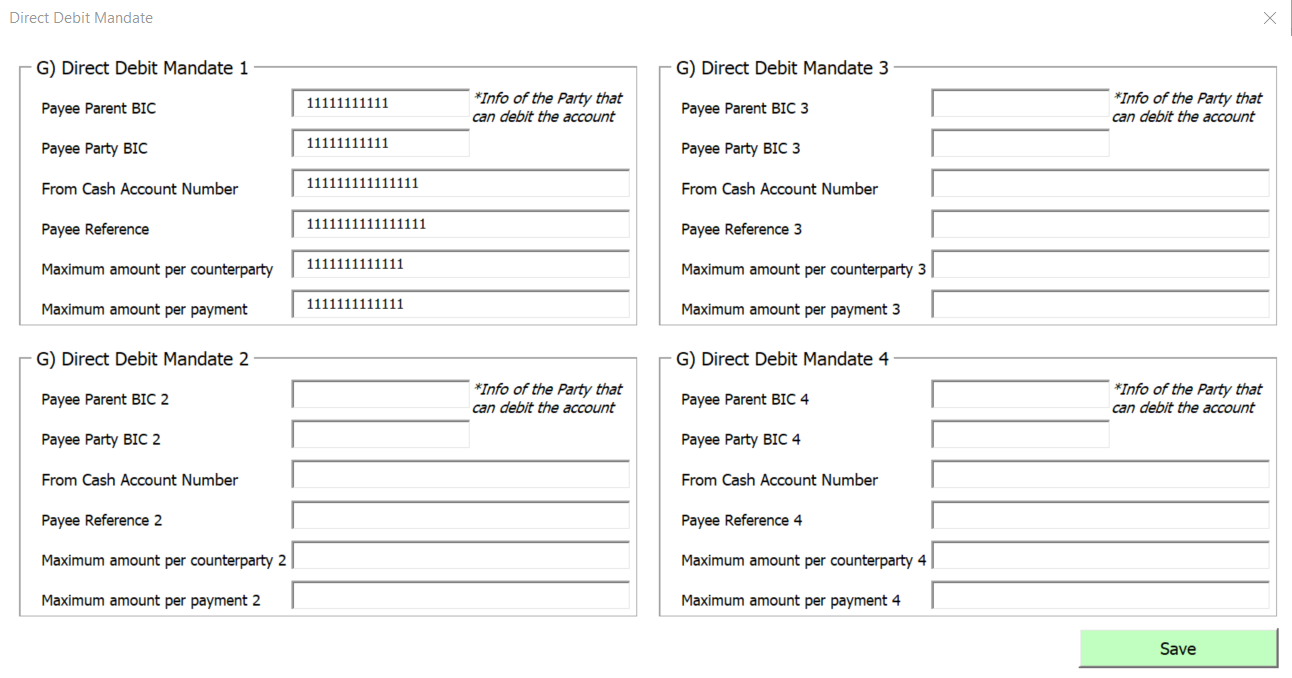 Direct Debit Mandate
G) Direct Debit Mandate 1
Payee Parent BIC 11111111111 *Info of the Party that
can debit the account
Payee Party BIC 11111111111
From Cash Account Number 111111111111111
Payee Reference 1111111111111111
Maximum amount per counterparty 1111111111111
Maximum amount per payment 1111111111111
G) Direct Debit Mandate 3
Payee Parent BIC 3 *Info of the Party that
can debit the account
Payee Party BIC 3
From Cash Account Number
Payee Reference 3
Maximum amount per counterparty 3
Maximum amount per payment 3
G) Direct Debit Mandate 2
Payee Parent BIC 2 *Info of the Party that
can debit the account
Payee Party BIC 2
From Cash Account Number
Payee Reference 2
Maximum amount per counterparty 2
Maximum amount per payment 2
G) Direct Debit Mandate 4
Payee Parent BIC 4 *Info of the Party that
can debit the account
Payee Party BIC 4
From Cash Account Number
Payee Reference 4
Maximum amount per counterparty 4
Maximum amount per payment 4
Save